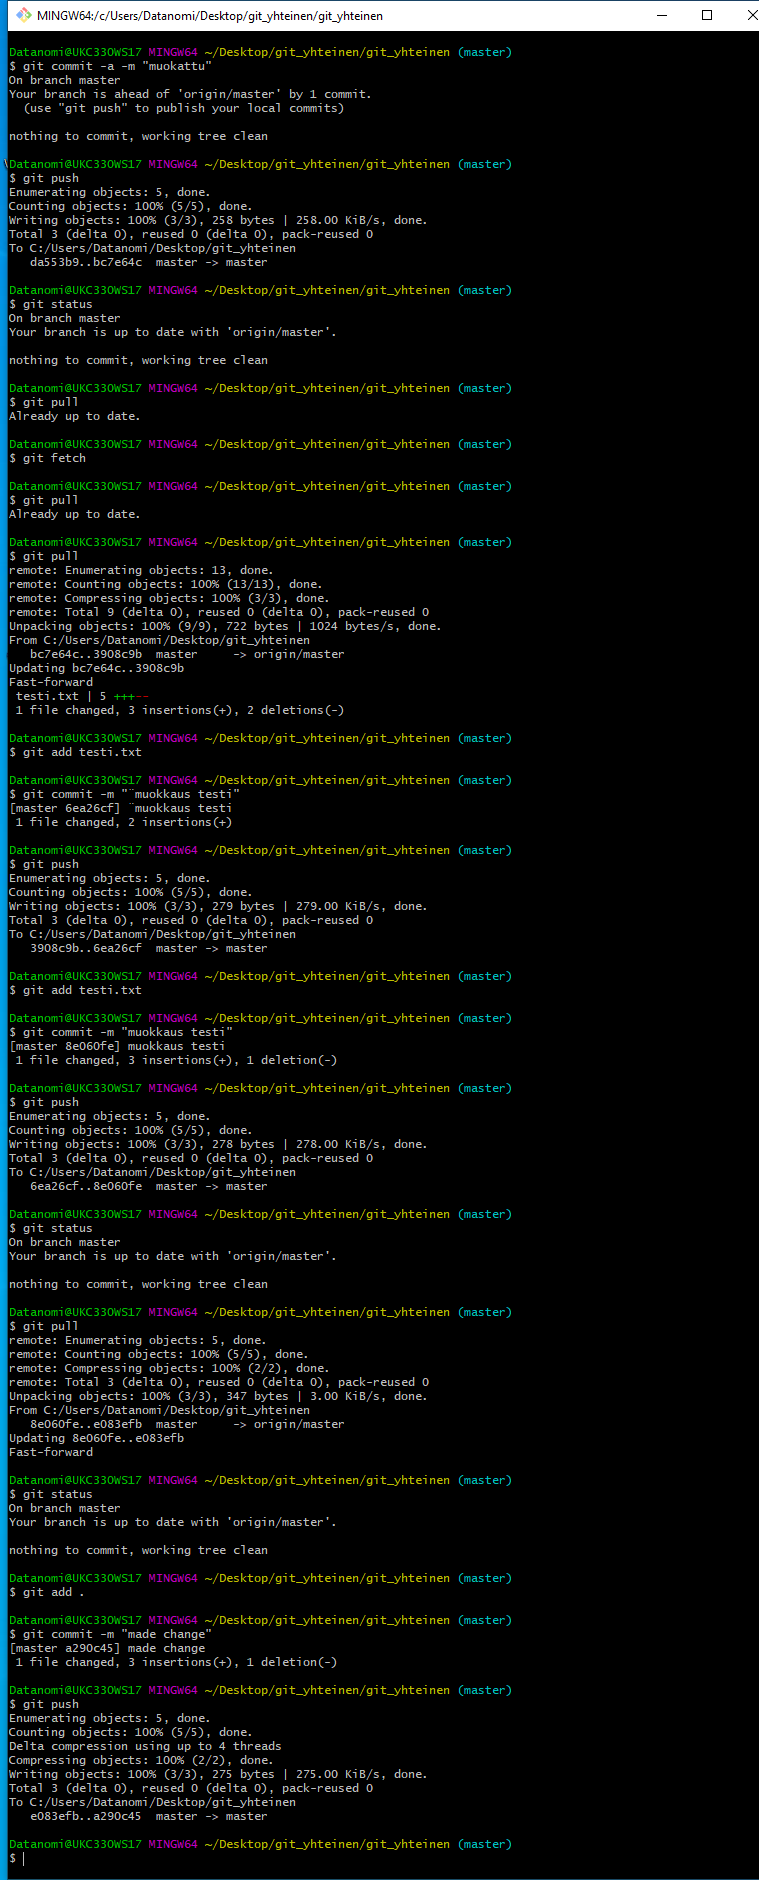 MINGW64:/c/Users/Datanomi/Desktop/git_yhteinen/git_yhteinen
Datanomi@UKC330WS17 MINGW64 ~/Desktop/git_yhteinen/git_yhteinen (master)
$ git commit -a -m "muokattu"
On branch master
Your branch is ahead of 'origin/master' by 1 commit.
  (use "git push" to publish your local commits)
nothing to commit, working tree clean
Datanomi@UKC330WS17 MINGW64 ~/Desktop/git_yhteinen/git_yhteinen (master)
$ git push
Enumerating objects: 5, done.
Counting objects: 100% (5/5), done.
Writing objects: 100% (3/3), 258 bytes | 258.00 KiB/s, done.
Total 3 (delta 0), reused 0 (delta 0), pack-reused 0
To C:/Users/Datanomi/Desktop/git_yhteinen
   da553b9..bc7e64c  master -> master
Datanomi@UKC330WS17 MINGW64 ~/Desktop/git_yhteinen/git_yhteinen (master)
$ git status
On branch master
Your branch is up to date with 'origin/master'.
nothing to commit, working tree clean
Datanomi@UKC330WS17 MINGW64 ~/Desktop/git_yhteinen/git_yhteinen (master)
$ git pull
Already up to date.
Datanomi@UKC330WS17 MINGW64 ~/Desktop/git_yhteinen/git_yhteinen (master)
$ git fetch
Datanomi@UKC330WS17 MINGW64 ~/Desktop/git_yhteinen/git_yhteinen (master)
$ git pull
Already up to date.
Datanomi@UKC330WS17 MINGW64 ~/Desktop/git_yhteinen/git_yhteinen (master)
$ git pull
remote: Enumerating objects: 13, done.
remote: Counting objects: 100% (13/13), done.
remote: Compressing objects: 100% (3/3), done.
remote: Total 9 (delta 0), reused 0 (delta 0), pack-reused 0
Unpacking objects: 100% (9/9), 722 bytes | 1024 bytes/s, done.
From C:/Users/Datanomi/Desktop/git_yhteinen
   bc7e64c..3908c9b  master     -> origin/master
Updating bc7e64c..3908c9b
Fast-forward
 testi.txt | 5 +++--
 1 file changed, 3 insertions(+), 2 deletions(-)
Datanomi@UKC330WS17 MINGW64 ~/Desktop/git_yhteinen/git_yhteinen (master)
$ git add testi.txt
Datanomi@UKC330WS17 MINGW64 ~/Desktop/git_yhteinen/git_yhteinen (master)
$ git commit -m "¨muokkaus testi"
[master 6ea26cf] ¨muokkaus testi
 1 file changed, 2 insertions(+)
Datanomi@UKC330WS17 MINGW64 ~/Desktop/git_yhteinen/git_yhteinen (master)
$ git push
Enumerating objects: 5, done.
Counting objects: 100% (5/5), done.
Writing objects: 100% (3/3), 279 bytes | 279.00 KiB/s, done.
Total 3 (delta 0), reused 0 (delta 0), pack-reused 0
To C:/Users/Datanomi/Desktop/git_yhteinen
   3908c9b..6ea26cf  master -> master
Datanomi@UKC330WS17 MINGW64 ~/Desktop/git_yhteinen/git_yhteinen (master)
$ git add testi.txt
Datanomi@UKC330WS17 MINGW64 ~/Desktop/git_yhteinen/git_yhteinen (master)
$ git commit -m "muokkaus testi"
[master 8e060fe] muokkaus testi
 1 file changed, 3 insertions(+), 1 deletion(-)
Datanomi@UKC330WS17 MINGW64 ~/Desktop/git_yhteinen/git_yhteinen (master)
$ git push
Enumerating objects: 5, done.
Counting objects: 100% (5/5), done.
Writing objects: 100% (3/3), 278 bytes | 278.00 KiB/s, done.
Total 3 (delta 0), reused 0 (delta 0), pack-reused 0
To C:/Users/Datanomi/Desktop/git_yhteinen
   6ea26cf..8e060fe  master -> master
Datanomi@UKC330WS17 MINGW64 ~/Desktop/git_yhteinen/git_yhteinen (master)
$ git status
On branch master
Your branch is up to date with 'origin/master'.
nothing to commit, working tree clean
Datanomi@UKC330WS17 MINGW64 ~/Desktop/git_yhteinen/git_yhteinen (master)
$ git pull
remote: Enumerating objects: 5, done.
remote: Counting objects: 100% (5/5), done.
remote: Compressing objects: 100% (2/2), done.
remote: Total 3 (delta 0), reused 0 (delta 0), pack-reused 0
Unpacking objects: 100% (3/3), 347 bytes | 3.00 KiB/s, done.
From C:/Users/Datanomi/Desktop/git_yhteinen
   8e060fe..e083efb  master     -> origin/master
Updating 8e060fe..e083efb
Fast-forward
Datanomi@UKC330WS17 MINGW64 ~/Desktop/git_yhteinen/git_yhteinen (master)
$ git status
On branch master
Your branch is up to date with 'origin/master'.
nothing to commit, working tree clean
Datanomi@UKC330WS17 MINGW64 ~/Desktop/git_yhteinen/git_yhteinen (master)
$ git add .
Datanomi@UKC330WS17 MINGW64 ~/Desktop/git_yhteinen/git_yhteinen (master)
$ git commit -m "made change"
[master a290c45] made change
 1 file changed, 3 insertions(+), 1 deletion(-)
Datanomi@UKC330WS17 MINGW64 ~/Desktop/git_yhteinen/git_yhteinen (master)
$ git push
Enumerating objects: 5, done.
Counting objects: 100% (5/5), done.
Delta compression using up to 4 threads
Compressing objects: 100% (2/2), done.
Writing objects: 100% (3/3), 275 bytes | 275.00 KiB/s, done.
Total 3 (delta 0), reused 0 (delta 0), pack-reused 0
To C:/Users/Datanomi/Desktop/git_yhteinen
   e083efb..a290c45  master -> master
Datanomi@UKC330WS17 MINGW64 ~/Desktop/git_yhteinen/git_yhteinen (master)
$